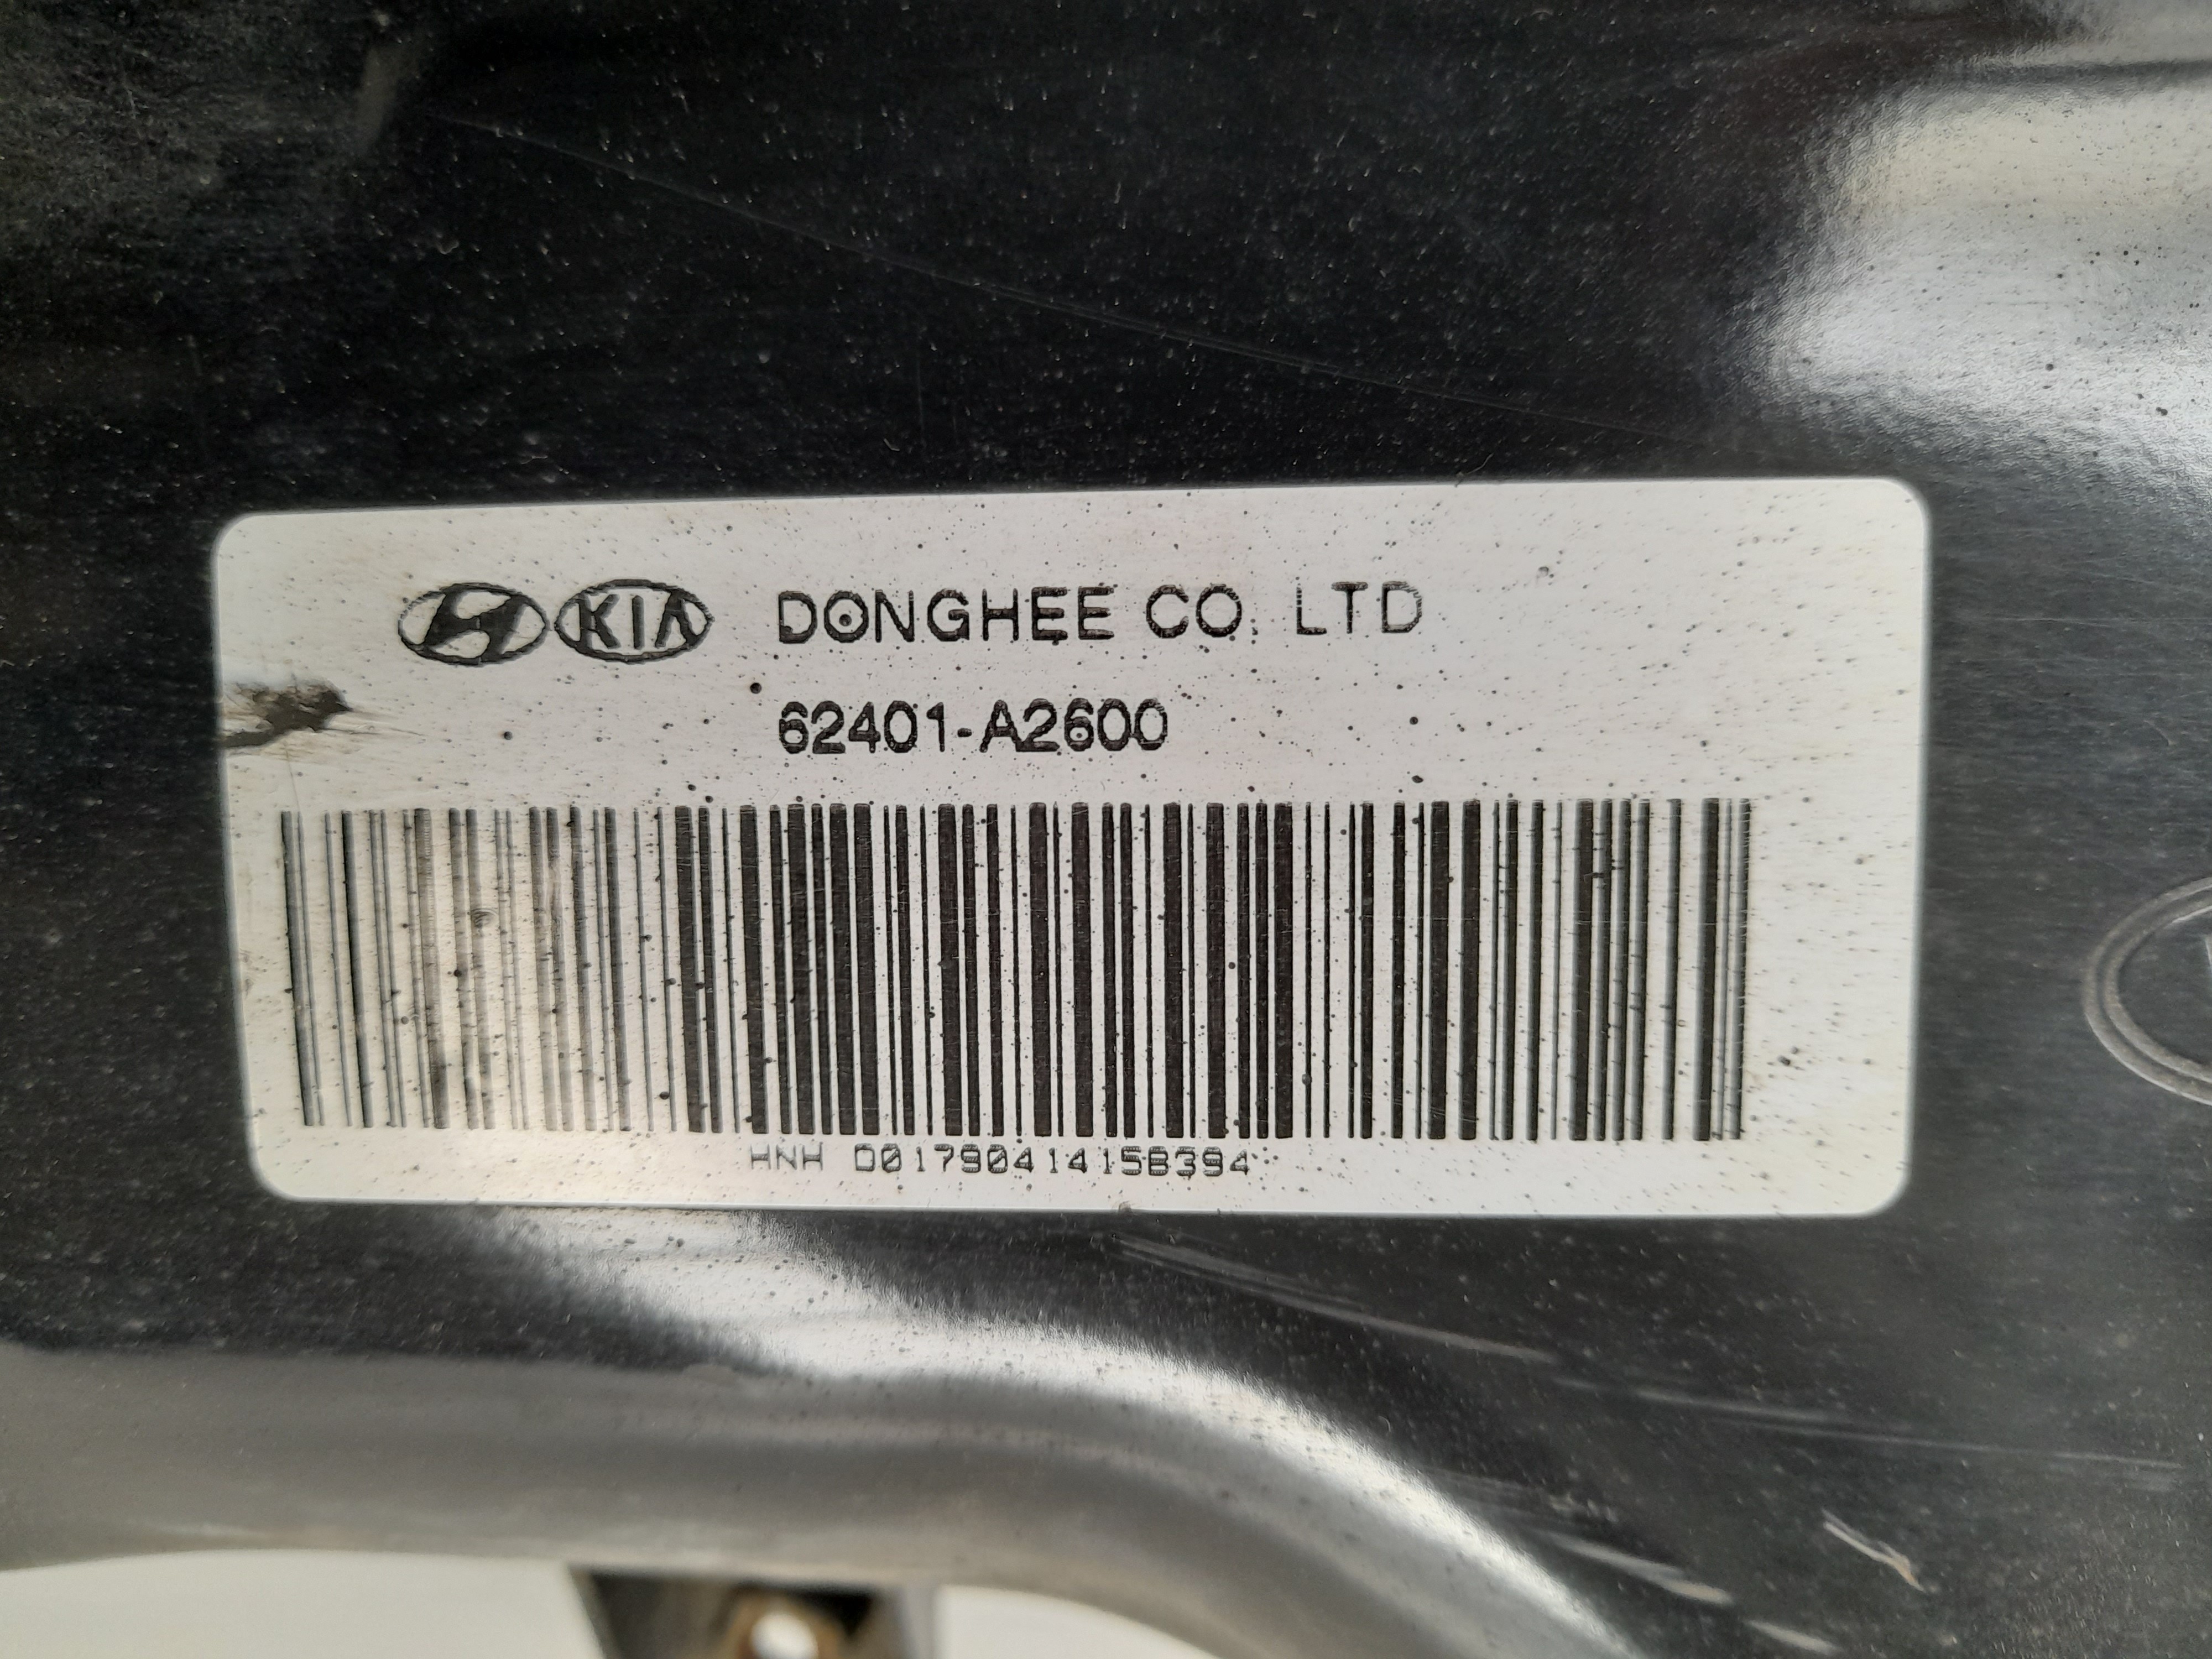 KIA DONGHEE CO. LTD
62401-A2600
HNH D0179041415B394